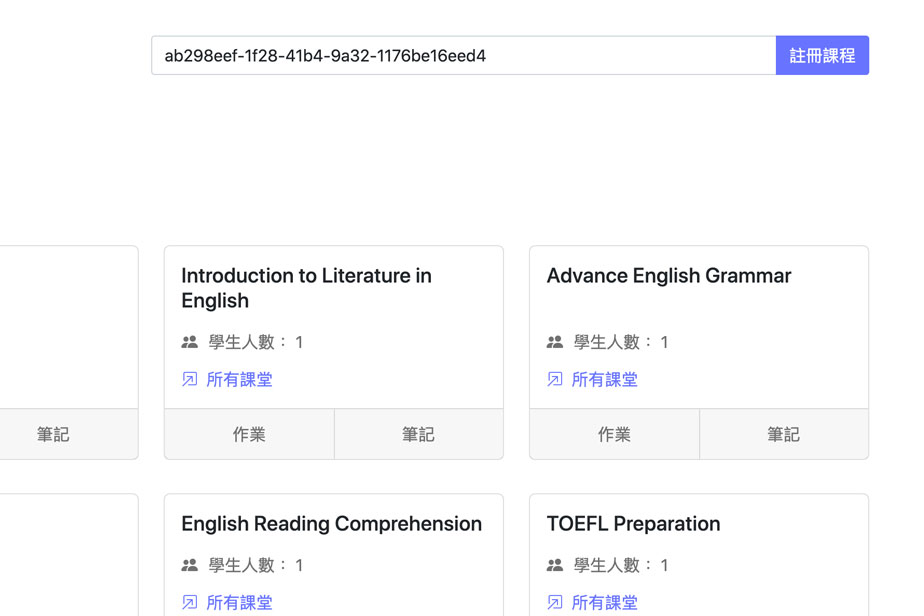 ab298eef-1f28-41b4-9a32-1176be16eed4 註冊課程
Introduction to Literature in
English
學生人數： 1
所有課堂
Advance English Grammar
學生人數： 1
所有課堂
筆記
作業 筆記
作業 筆記
English Reading Comprehension
學生人數： 1
所有課堂
TOEFL Preparation
學生人數： 1
所有課堂